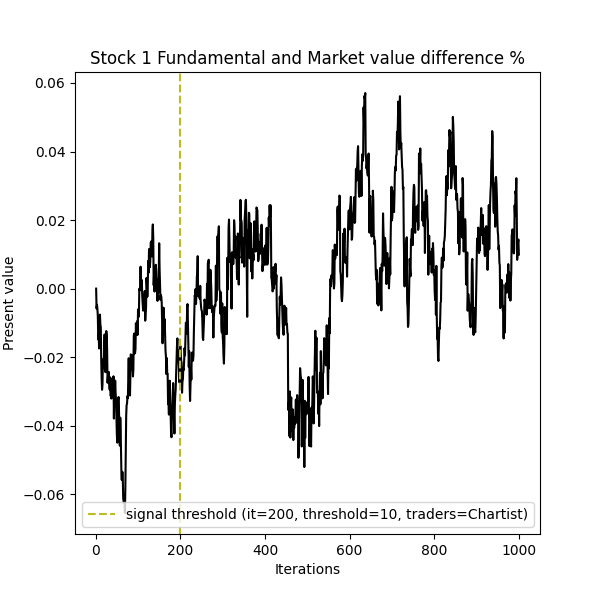 Stock 1 Fundamental and Market value difference %
0.06
0.04
0.02
0.00
−0.02
−0.04
−0.06
Present value
signal threshold (it=200, threshold=10, traders=Chartist)
0 200 400 600 800 1000
Iterations